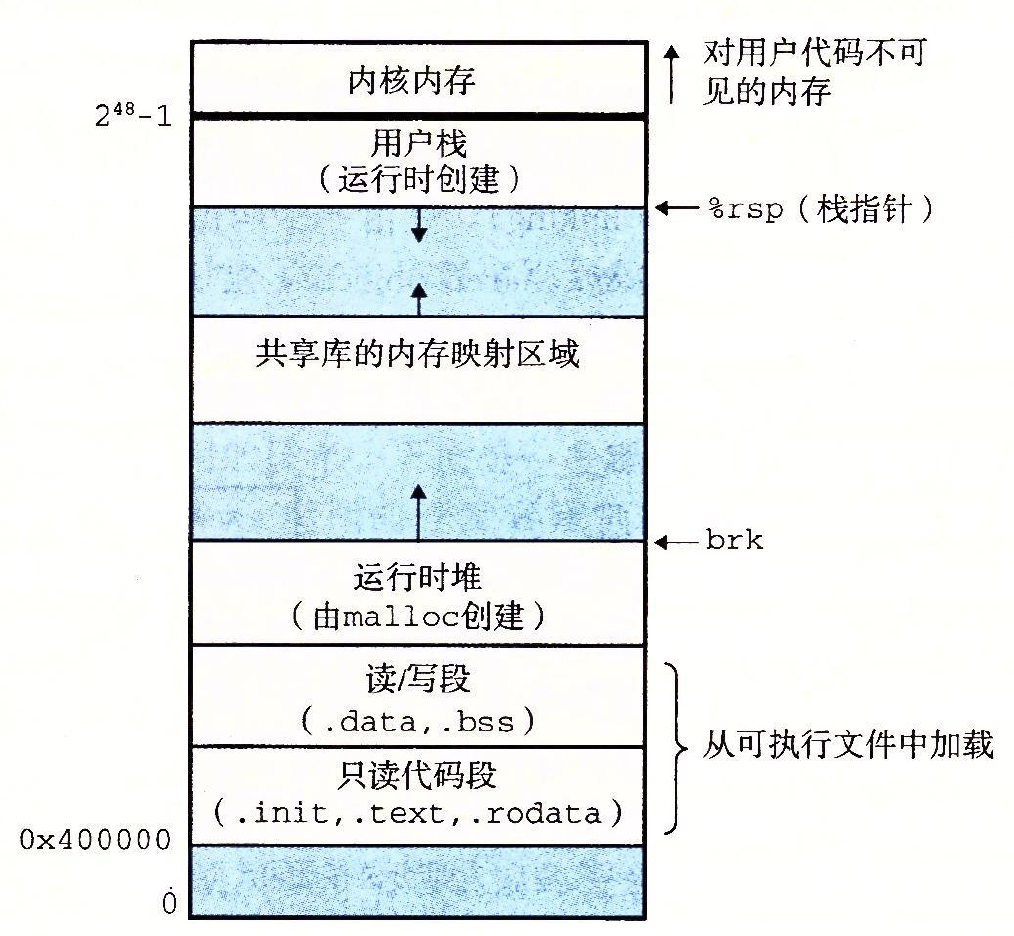 内核内存
对用户代码不可
见的内存
2⁴⁸-1
用户栈
(运行时创建)
%rsp(栈指针)
共享库的内存映射区域
brk
运行时堆
(由malloc创建)
读/写段
(.data,.bss)
从可执行文件中加载
只读代码段
(.init,.text,.rodata)
0x400000
0